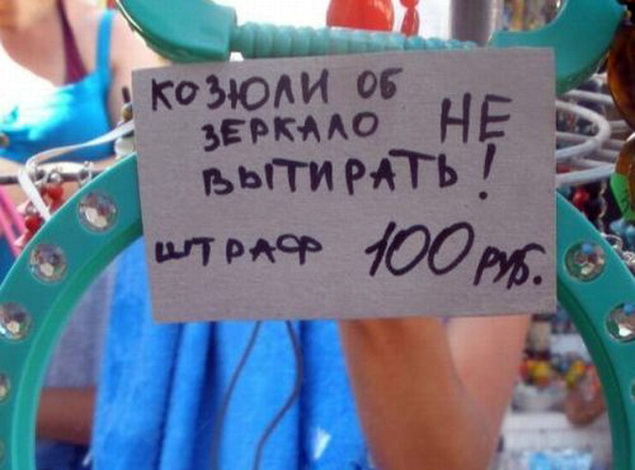 КОЗЮЛИ ОБ
ЗЕРКАЛО НЕ
ВЫТИРАТЬ!
ШТРАФ 100 РУБ.